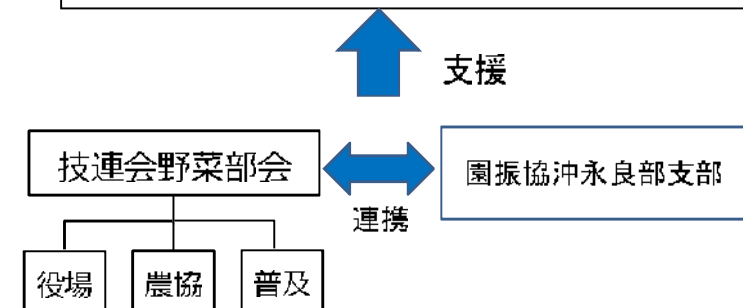 支援
技連会野菜部会
園振協沖永良部支部
連携
役場
農協
普及